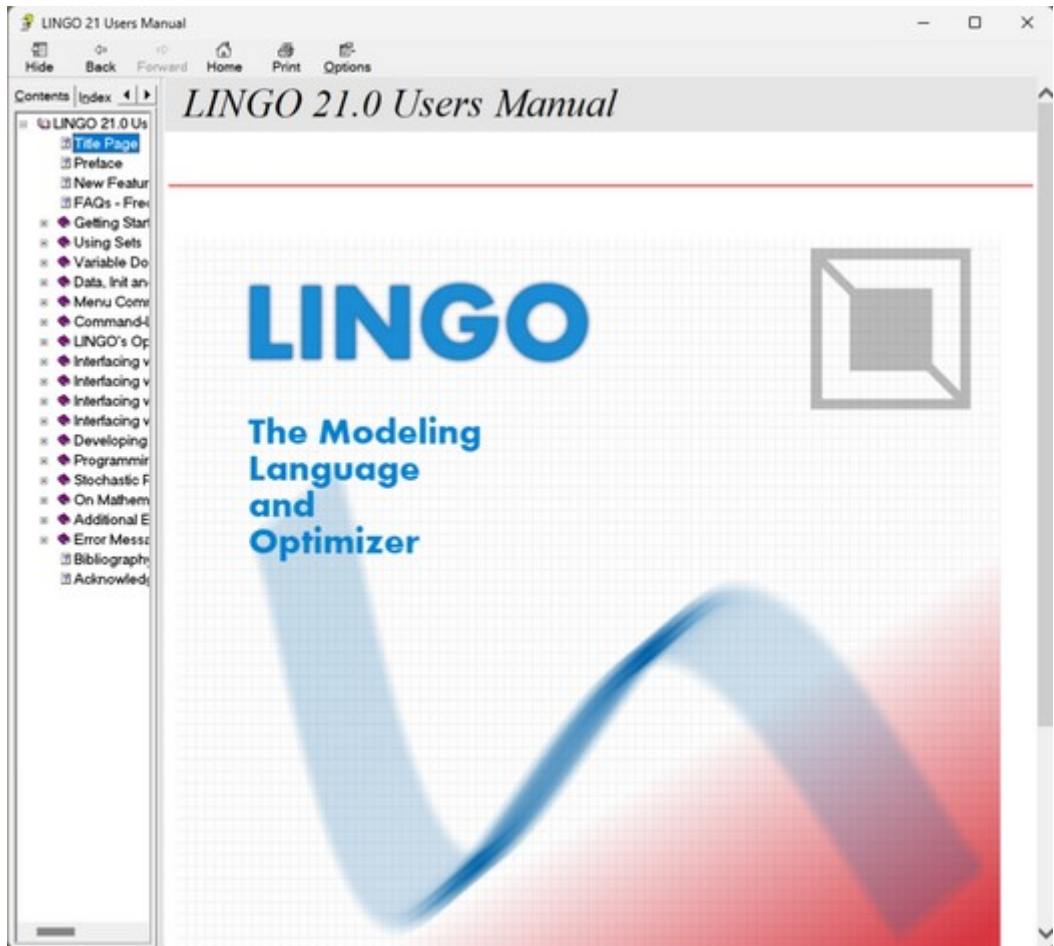 LINGO 21 Users Manual
Hide Back Forward Home Print Options
Contents Index
LINGO 21.0 Us
Title Page
Preface
New Featur
FAQs - Fre
Getting Start
Using Sets
Variable Do
Data, Init an
Menu Comm
Command-L
LINGO's Op
Interfacing v
Interfacing v
Interfacing v
Interfacing v
Developing
Programmin
Stochastic P
On Mathem
Additional E
Error Messa
Bibliography
Acknowledg
LINGO 21.0 Users Manual
LINGO
The Modeling
Language
and
Optimizer